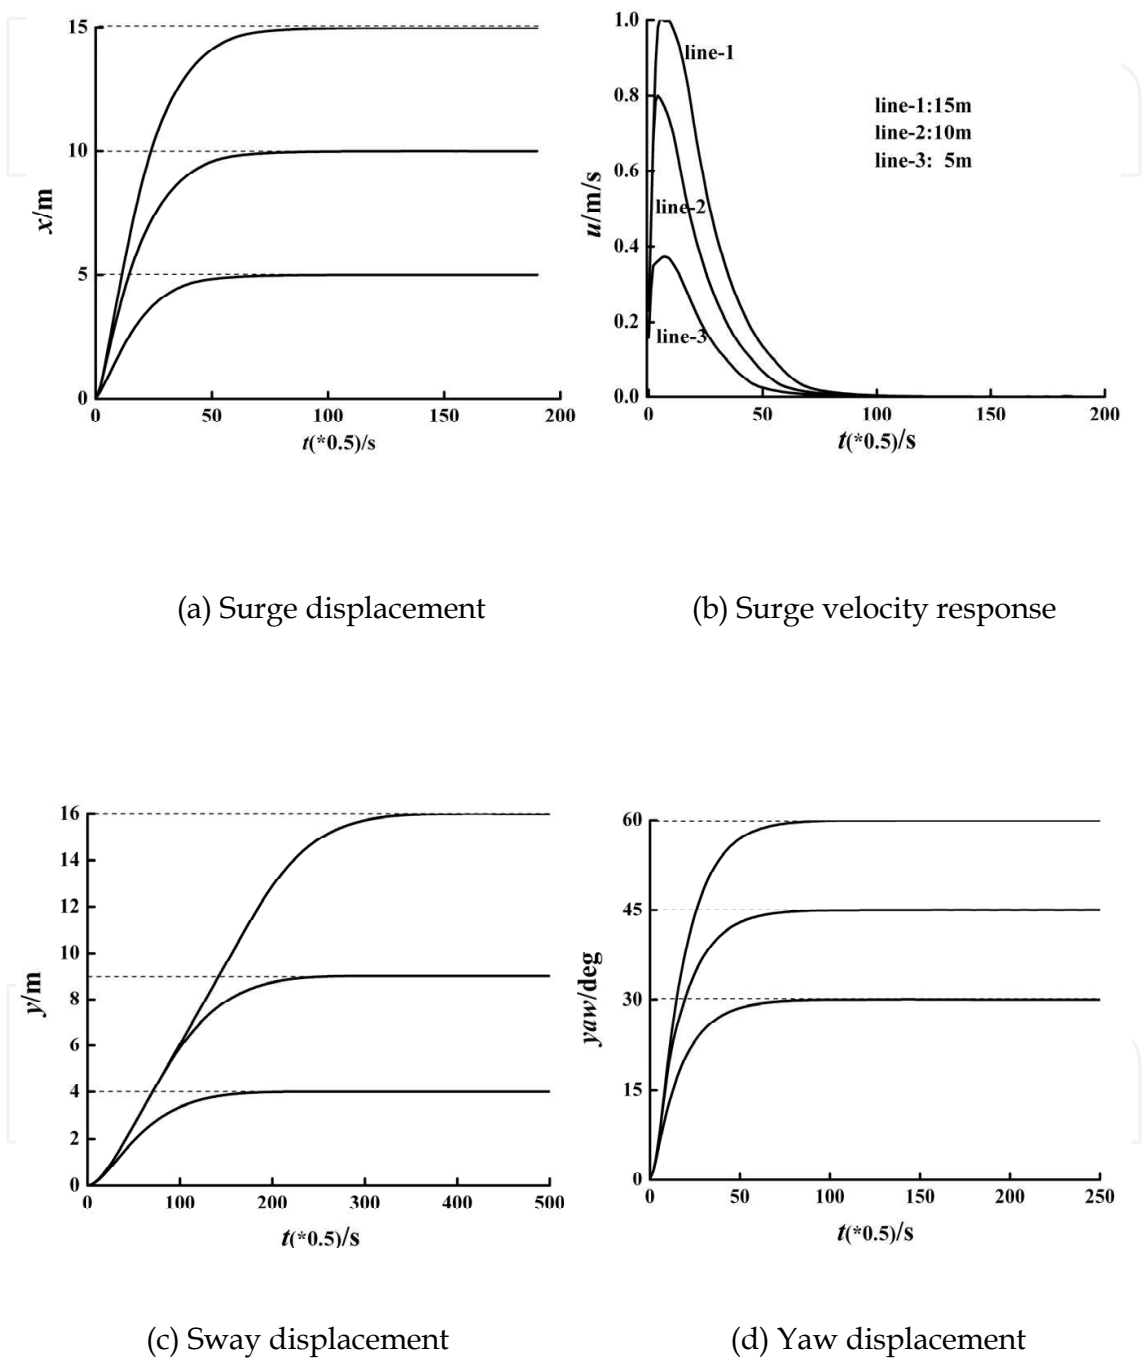 15
10
5
0
x/m
0 50 100 150 200
t(*0.5)/s
1.0
0.8
0.6
0.4
0.2
0.0
u/m/s
line-1
line-1:15m
line-2:10m
line-3: 5m
line-2
line-3
0 50 100 150 200
t(*0.5)/s
(a) Surge displacement
(b) Surge velocity response
16
14
12
10
8
6
4
2
0
y/m
0 100 200 300 400 500
t(*0.5)/s
60
45
30
15
0
yaw/deg
0 50 100 150 200 250
t(*0.5)/s
(c) Sway displacement
(d) Yaw displacement